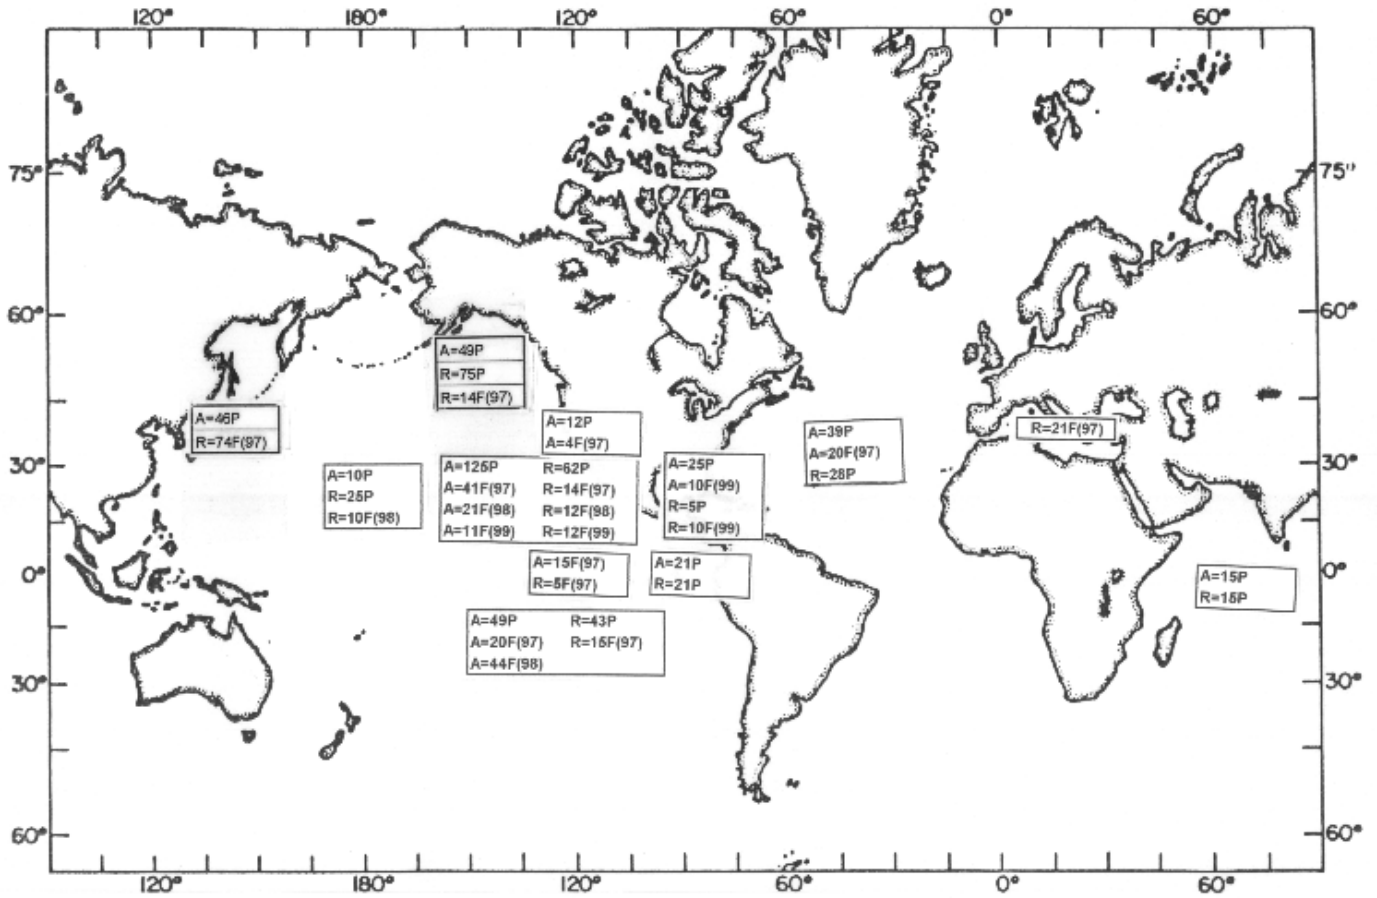 120° 180° 120° 60° 0° 60°
75° 75"
60° 60°
A=49P
R=75P
R=14F(97)
A=46P
R=74F(97)
A=12P
A=4F(97)
A=39P
A=20F(97)
R=28P
R=21F(97)
30° 30°
A=10P
R=25P
R=10F(98)
A=125P R=62P
A=41F(97) R=14F(97)
A=21F(98) R=12F(98)
A=11F(99) R=12F(99)
A=25P
A=10F(99)
R=5P
R=10F(99)
A=15F(97)
R=5F(97)
A=21P
R=21P
0° 0°
A=15P
R=15P
A=49P R=43P
A=20F(97) R=15F(97)
A=44F(98)
30° 30°
60° 60°
120° 180° 120° 60° 0° 60°